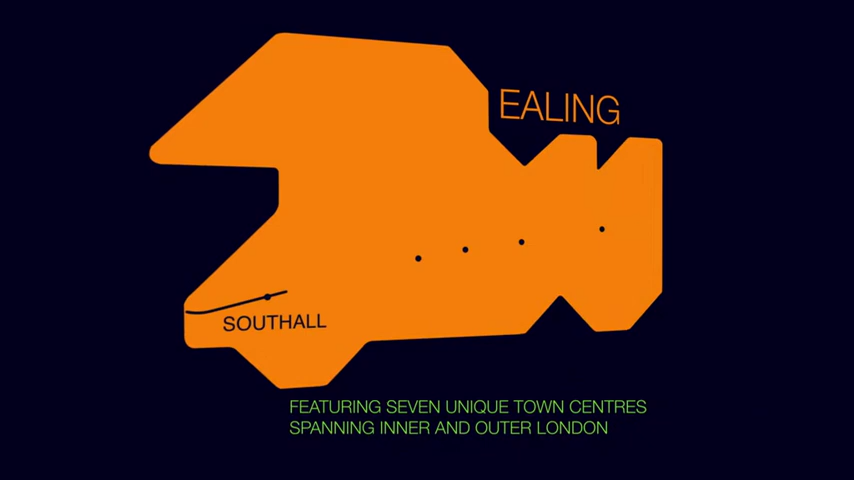 EALING
SOUTHALL
FEATURING SEVEN UNIQUE TOWN CENTRES
SPANNING INNER AND OUTER LONDON